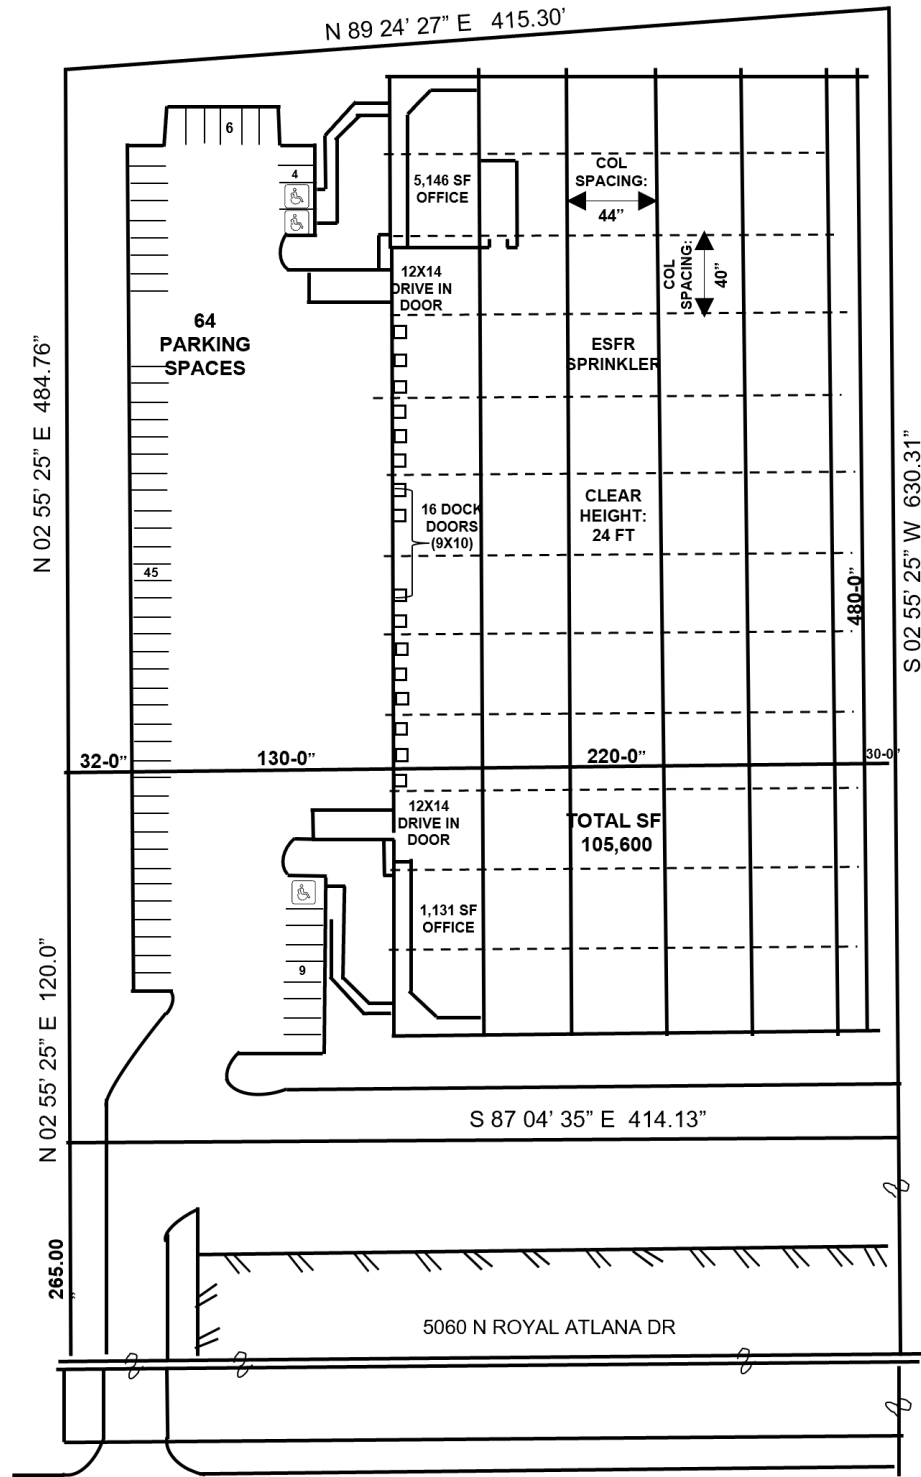 N 89 24' 27” E 415.30’
6
4
5,146 SF
OFFICE
COL
SPACING:
44”
COL
SPACING:
40”
12X14
DRIVE IN
DOOR
64
PARKING
SPACES
ESFR
SPRINKLER
N 02 55’ 25” E 484.76”
S 02 55’ 25” W 630.31”
CLEAR
HEIGHT:
24 FT
16 DOCK
DOORS
(9X10)
45
480-0”
32-0”
130-0”
220-0”
30-0”
12X14
DRIVE IN
DOOR
TOTAL SF
105,600
1,131 SF
OFFICE
9
N 02 55’ 25” E 120.0”
S 87 04’ 35” E 414.13”
265.00”
5060 N ROYAL ATLANA DR